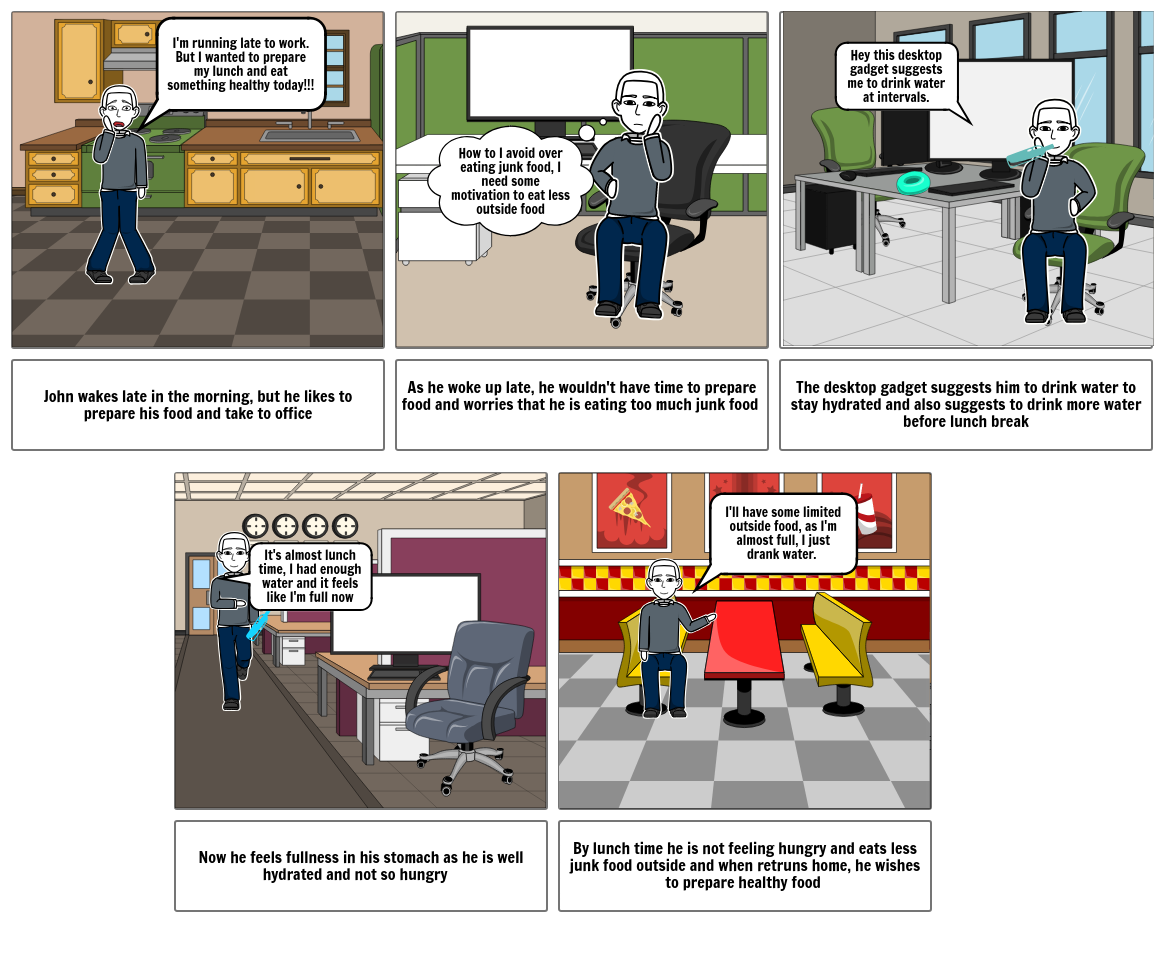 I'm running late to work.
But I wanted to prepare
my lunch and eat
something healthy today!!!
How to I avoid over
eating junk food, I
need some
motivation to eat less
outside food
Hey this desktop
gadget suggests
me to drink water
at intervals.
John wakes late in the morning, but he likes to
prepare his food and take to office
As he woke up late, he wouldn't have time to prepare
food and worries that he is eating too much junk food
The desktop gadget suggests him to drink water to
stay hydrated and also suggests to drink more water
before lunch break
It's almost lunch
time, I had enough
water and it feels
like I'm full now
I'll have some limited
outside food, as I'm
almost full, I just
drank water.
Now he feels fullness in his stomach as he is well
hydrated and not so hungry
By lunch time he is not feeling hungry and eats less
junk food outside and when retruns home, he wishes
to prepare healthy food